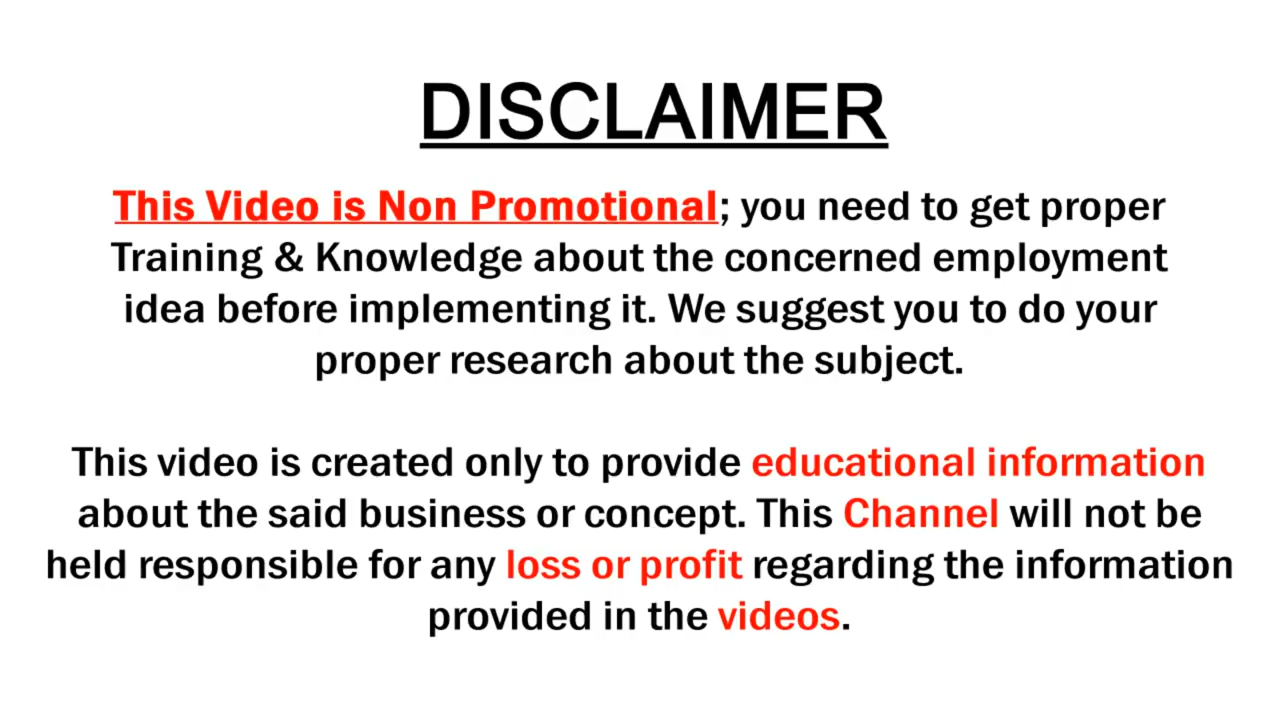 DISCLAIMER
This Video is Non Promotional; you need to get proper
Training & Knowledge about the concerned employment
idea before implementing it. We suggest you to do your
proper research about the subject.
This video is created only to provide educational information
about the said business or concept. This Channel will not be
held responsible for any loss or profit regarding the information
provided in the videos.